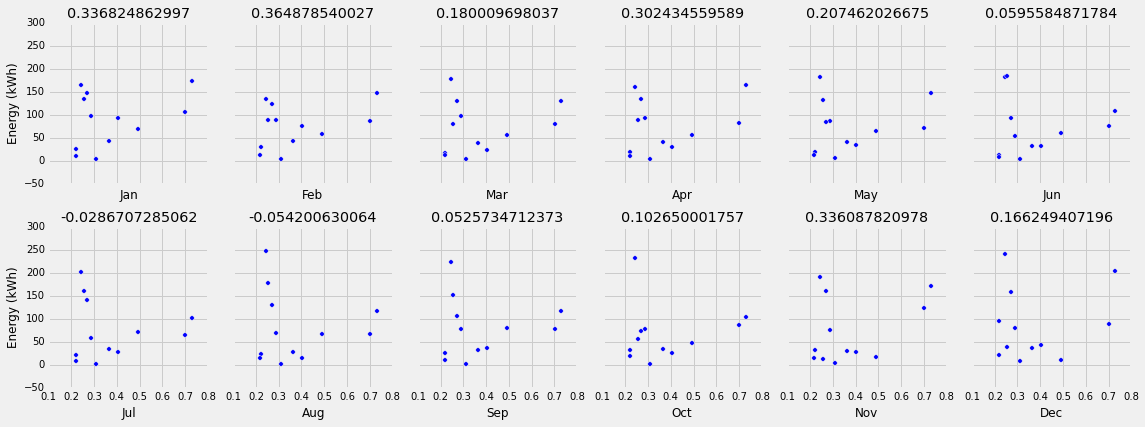 0.336824862997 0.364878540027 0.180009698037 0.302434559589 0.207462026675 0.0595584871784
300
250
200
150
100
50
0
−50
Energy (kWh)
Jan Feb Mar Apr May Jun
-0.0286707285062 -0.054200630064 0.0525734712373 0.102650001757 0.336087820978 0.166249407196
300
250
200
150
100
50
0
−50
Energy (kWh)
0.1 0.2 0.3 0.4 0.5 0.6 0.7 0.8 0.1 0.2 0.3 0.4 0.5 0.6 0.7 0.8 0.1 0.2 0.3 0.4 0.5 0.6 0.7 0.8 0.1 0.2 0.3 0.4 0.5 0.6 0.7 0.8 0.1 0.2 0.3 0.4 0.5 0.6 0.7 0.8 0.1 0.2 0.3 0.4 0.5 0.6 0.7 0.8
Jul Aug Sep Oct Nov Dec